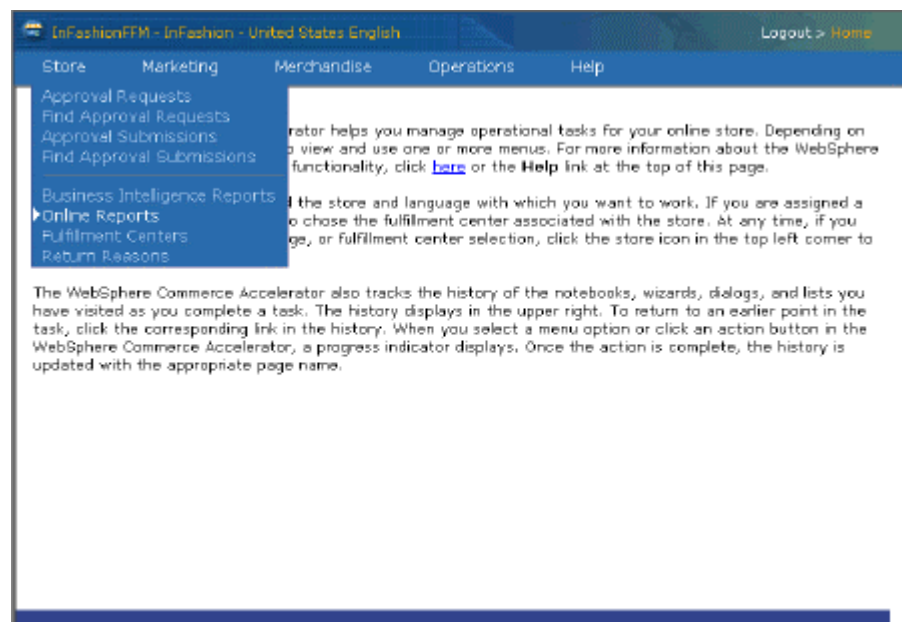 InFashionFFM - InFashion - United States English
Logout > Home
Store Marketing Merchandise Operations Help
Approval Requests
Find Approval Requests
Approval Submissions
Find Approval Submissions
Business Intelligence Reports
Online Reports
Fulfilment Centers
Return Reasons
rator helps you manage operational tasks for your online store. Depending on
o view and use one or more menus. For more information about the WebSphere
functionality, click here or the Help link at the top of this page.
d the store and language with which you want to work. If you are assigned a
o chose the fulfillment center associated with the store. At any time, if you
ge, or fulfillment center selection, click the store icon in the top left corner to
The WebSphere Commerce Accelerator also tracks the history of the notebooks, wizards, dialogs, and lists you
have visited as you complete a task. The history displays in the upper right. To return to an earlier point in the
task, click the corresponding link in the history. When you select a menu option or click an action button in the
WebSphere Commerce Accelerator, a progress indicator displays. Once the action is complete, the history is
updated with the appropriate page name.